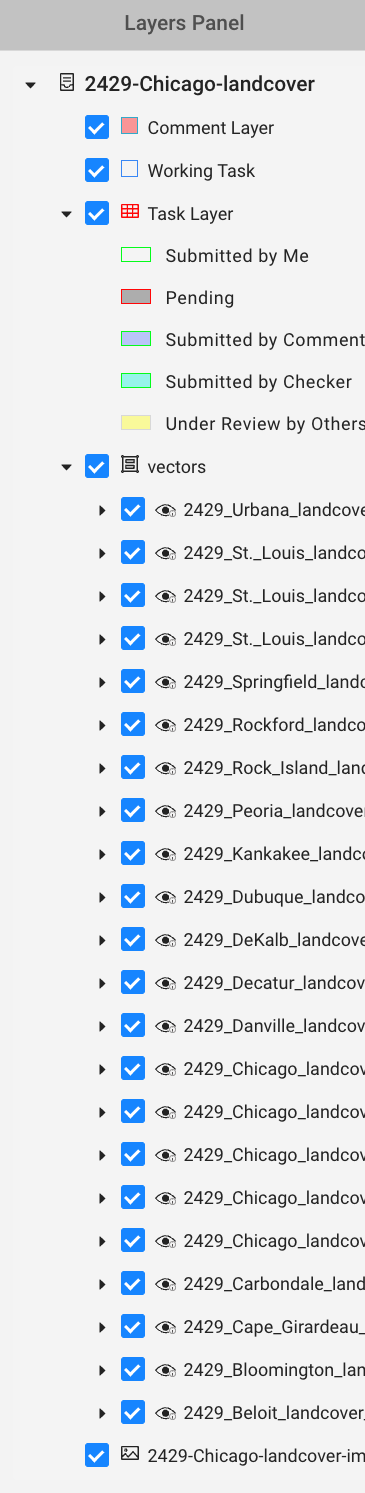 Layers Panel
2429-Chicago-landcover
Comment Layer
Working Task
Task Layer
Submitted by Me
Pending
Submitted by Comment
Submitted by Checker
Under Review by Others
vectors
2429_Urbana_landcove
2429_St._Louis_landco
2429_St._Louis_landco
2429_St._Louis_landco
2429_Springfield_landc
2429_Rockford_landco
2429_Rock_Island_land
2429_Peoria_landcover
2429_Kankakee_landco
2429_Dubuque_landco
2429_DeKalb_landcove
2429_Decatur_landcov
2429_Danville_landcov
2429_Chicago_landcov
2429_Chicago_landcov
2429_Chicago_landcov
2429_Chicago_landcov
2429_Chicago_landcov
2429_Carbondale_land
2429_Cape_Girardeau_
2429_Bloomington_lan
2429_Beloit_landcover_
2429-Chicago-landcover-im